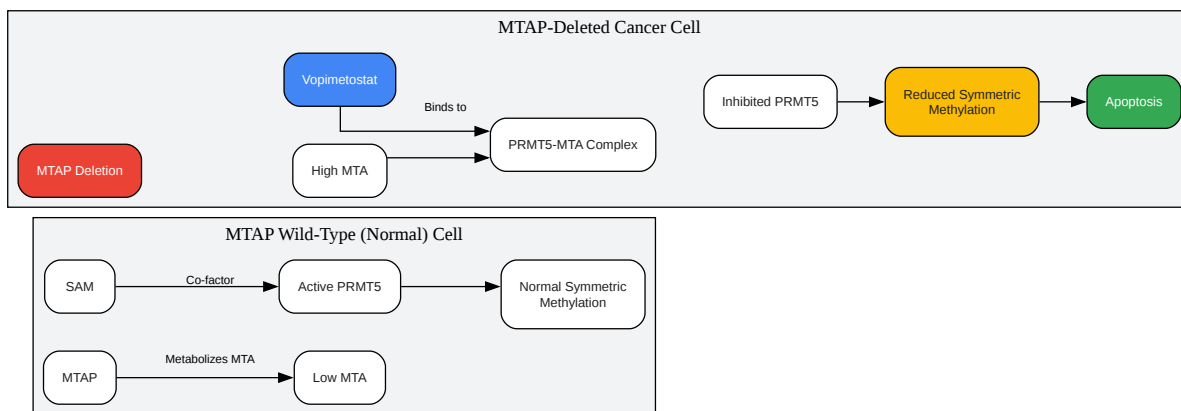 MTAP-Deleted Cancer Cell
Vopimetostat
Binds to
Inhibited PRMT5
Reduced Symmetric
Methylation
Apoptosis
PRMT5-MTA Complex
MTAP Deletion
High MTA
MTAP Wild-Type (Normal) Cell
SAM
Co-factor
Active PRMT5
Normal Symmetric
Methylation
MTAP
Metabolizes MTA
Low MTA